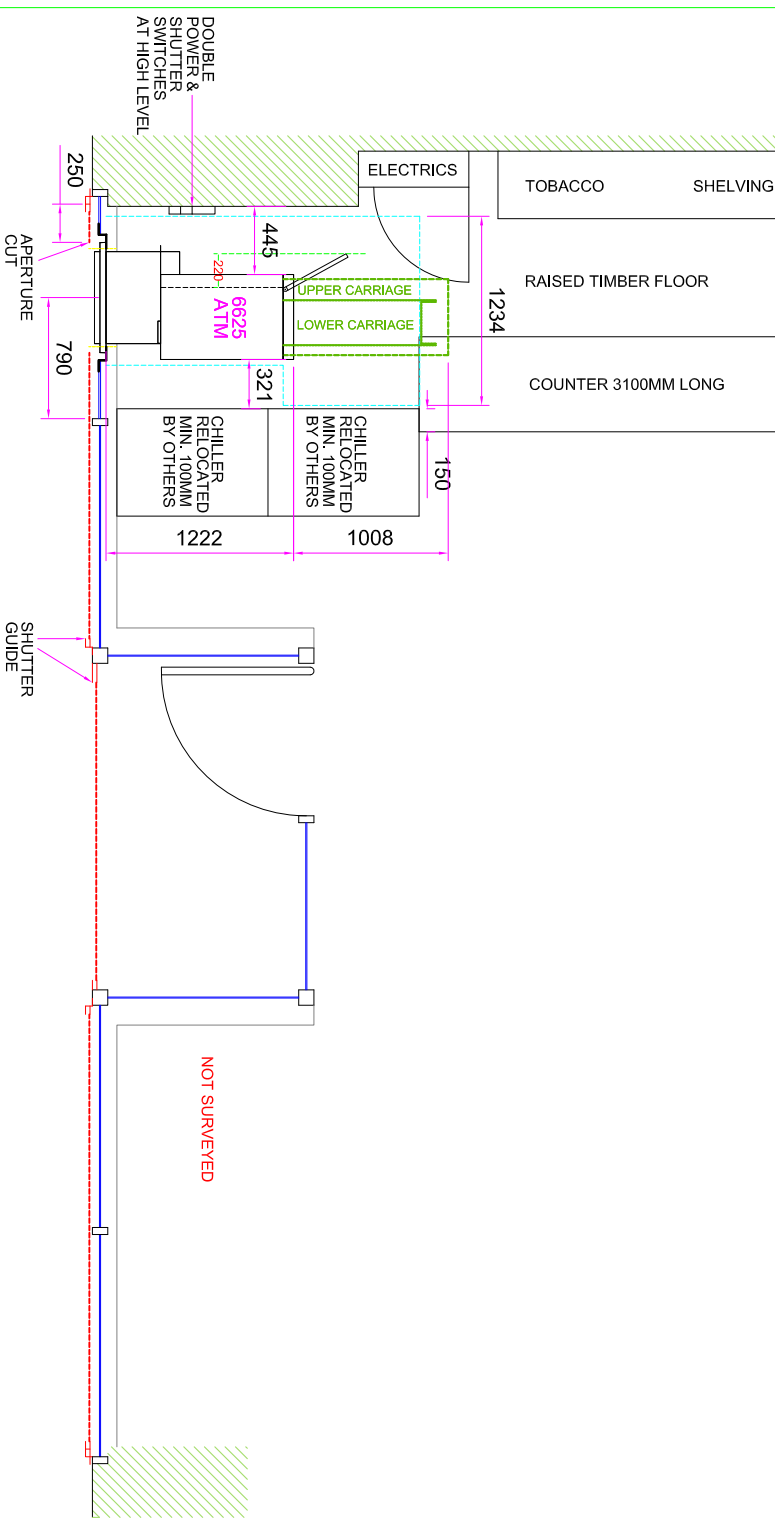 DOUBLE
POWER &
SHUTTER
SWITCHES
AT HIGH LEVEL
ELECTRICS
TOBACCO SHELVING
RAISED TIMBER FLOOR
COUNTER 3100MM LONG
250
APERTURE
CUT
790
445
220
6625
ATM
UPPER CARRIAGE
LOWER CARRIAGE
1234
321
150
CHILLER
RELOCATED
MIN. 100MM
BY OTHERS
CHILLER
RELOCATED
MIN. 100MM
BY OTHERS
1222
1008
SHUTTER
GUIDE
NOT SURVEYED